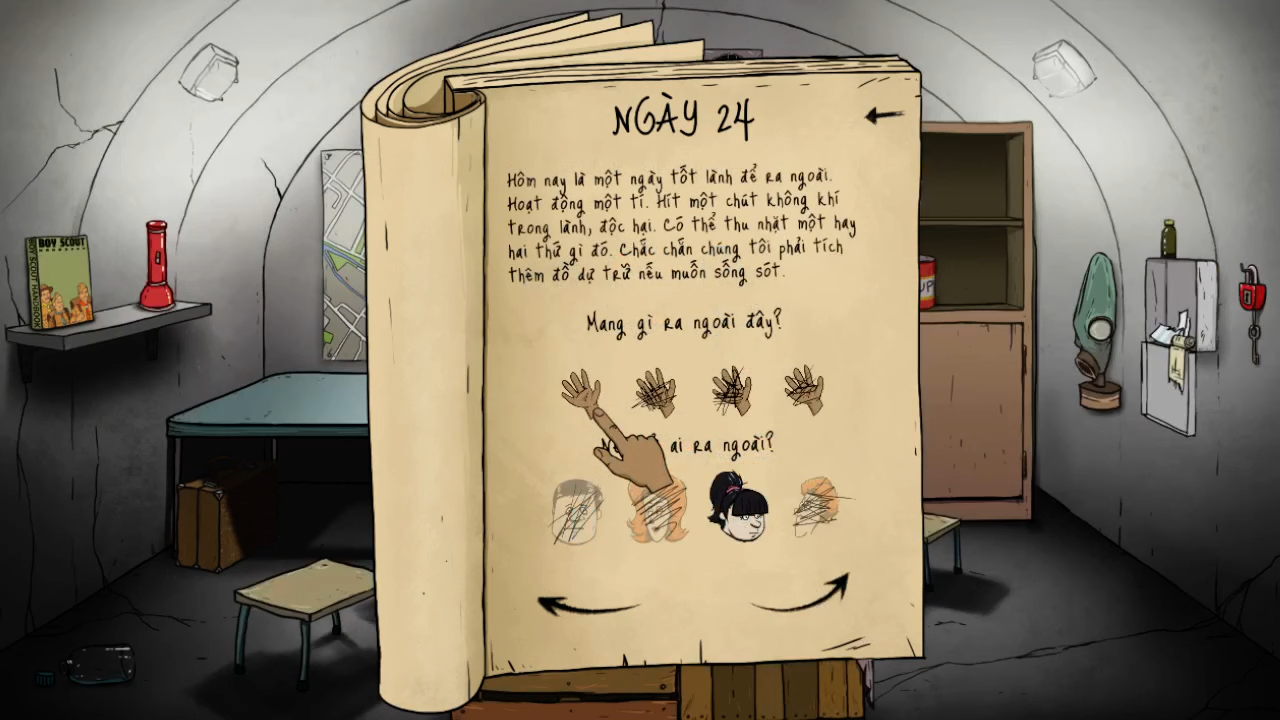 NGÀY 24
Hôm nay là một ngày tốt lành để ra ngoài.
Hoạt động một tí. Hít một chút không khí
trong lành, độc hại. Có thể thu nhặt một hay
hai thứ gì đó. Chắc chắn chúng tôi phải tích
thêm đồ dự trữ nếu muốn sống sót.
Mang gì ra ngoài đây?
ai ra ngoài?
BOY SCOUT
BOY SCOUT HANDBOOK